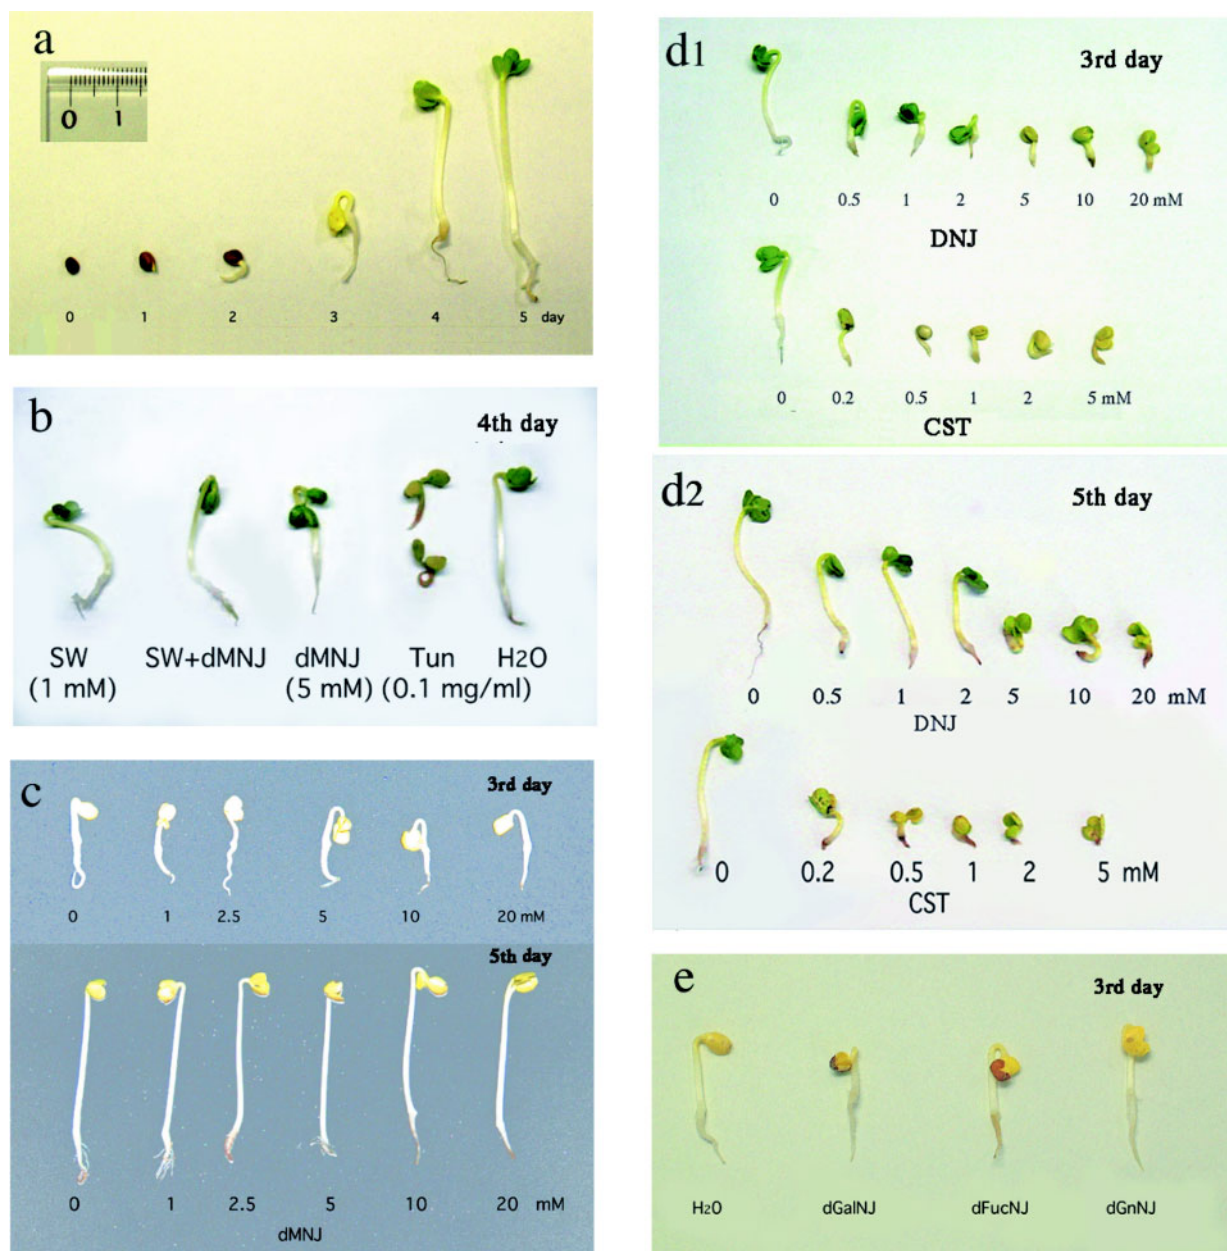 a
0 1
0 1 2 3 4 5 day
b
4th day
SW SW+dMNJ dMNJ Tun H2O
(1 mM) (5 mM) (0.1 mg/ml)
c
3rd day
0 1 2.5 5 10 20 mM
5th day
0 1 2.5 5 10 20 mM
dMNJ
d1
3rd day
0 0.5 1 2 5 10 20 mM
DNJ
0 0.2 0.5 1 2 5 mM
CST
d2
5th day
0 0.5 1 2 5 10 20 mM
DNJ
0 0.2 0.5 1 2 5 mM
CST
e
3rd day
H2O dGalNJ dFucNJ dGnNJ